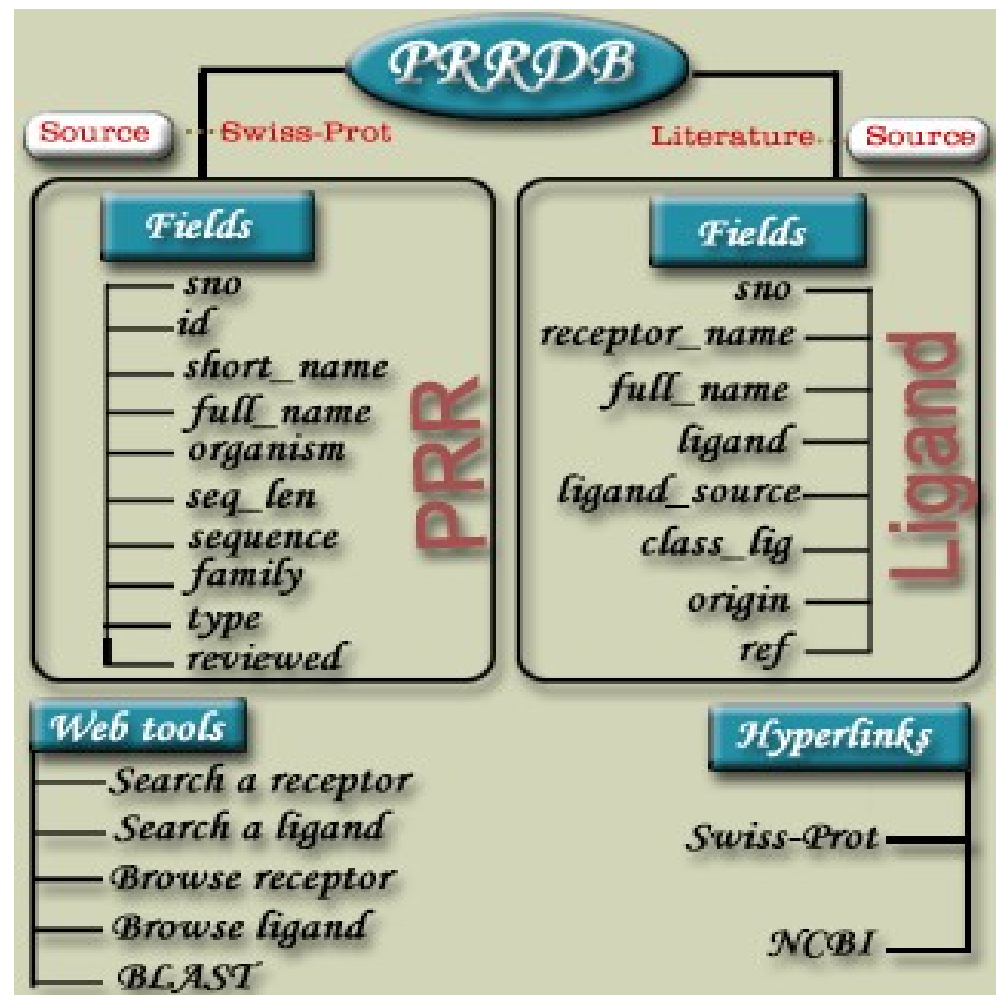 PRRDB
Source
Swiss-Prot
Literature
Source
Fields
sno
id
short_name
full_name
organism
seq_len
sequence
family
type
reviewed
PRR
Fields
sno
receptor_name
full_name
ligand
ligand_source
class_lig
origin
ref
Ligand
Web tools
Search a receptor
Search a ligand
Browse receptor
Browse ligand
BLAST
Hyperlinks
Swiss-Prot
NCBI